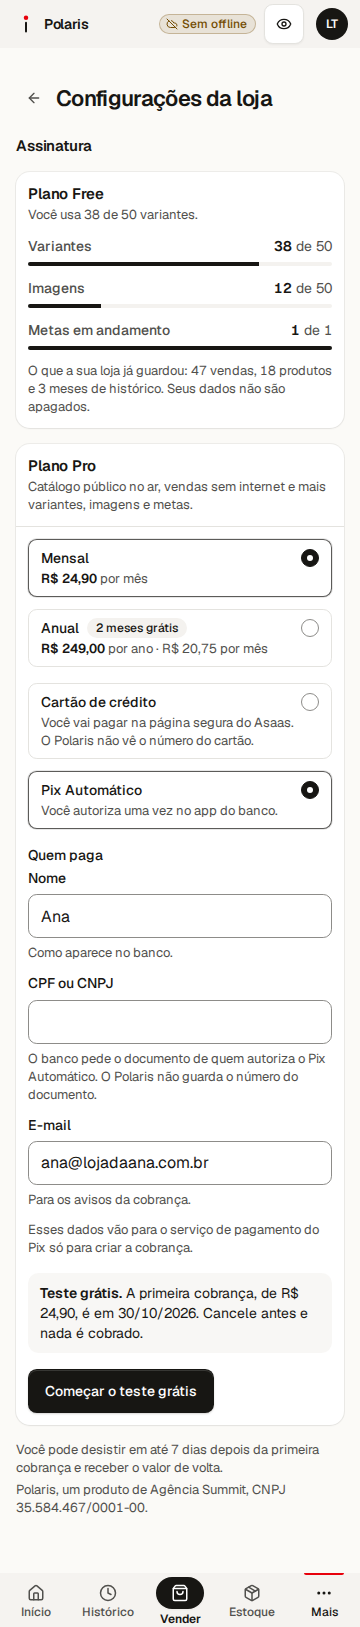 Polaris
Sem offline
LT
Configurações da loja
Assinatura
Plano Free
Você usa 38 de 50 variantes.
Variantes 38 de 50
Imagens 12 de 50
Metas em andamento 1 de 1
O que a sua loja já guardou: 47 vendas, 18 produtos
e 3 meses de histórico. Seus dados não são
apagados.
Plano Pro
Catálogo público no ar, vendas sem internet e mais
variantes, imagens e metas.
Mensal
R$ 24,90 por mês
Anual 2 meses grátis
R$ 249,00 por ano · R$ 20,75 por mês
Cartão de crédito
Você vai pagar na página segura do Asaas.
O Polaris não vê o número do cartão.
Pix Automático
Você autoriza uma vez no app do banco.
Quem paga
Nome
Ana
Como aparece no banco.
CPF ou CNPJ
O banco pede o documento de quem autoriza o Pix
Automático. O Polaris não guarda o número do
documento.
E-mail
ana@lojadaana.com.br
Para os avisos da cobrança.
Esses dados vão para o serviço de pagamento do
Pix só para criar a cobrança.
Teste grátis. A primeira cobrança, de R$
24,90, é em 30/10/2026. Cancele antes e
nada é cobrado.
Começar o teste grátis
Você pode desistir em até 7 dias depois da primeira
cobrança e receber o valor de volta.
Polaris, um produto de Agência Summit, CNPJ
35.584.467/0001-00.
Início
Histórico
Vender
Estoque
Mais